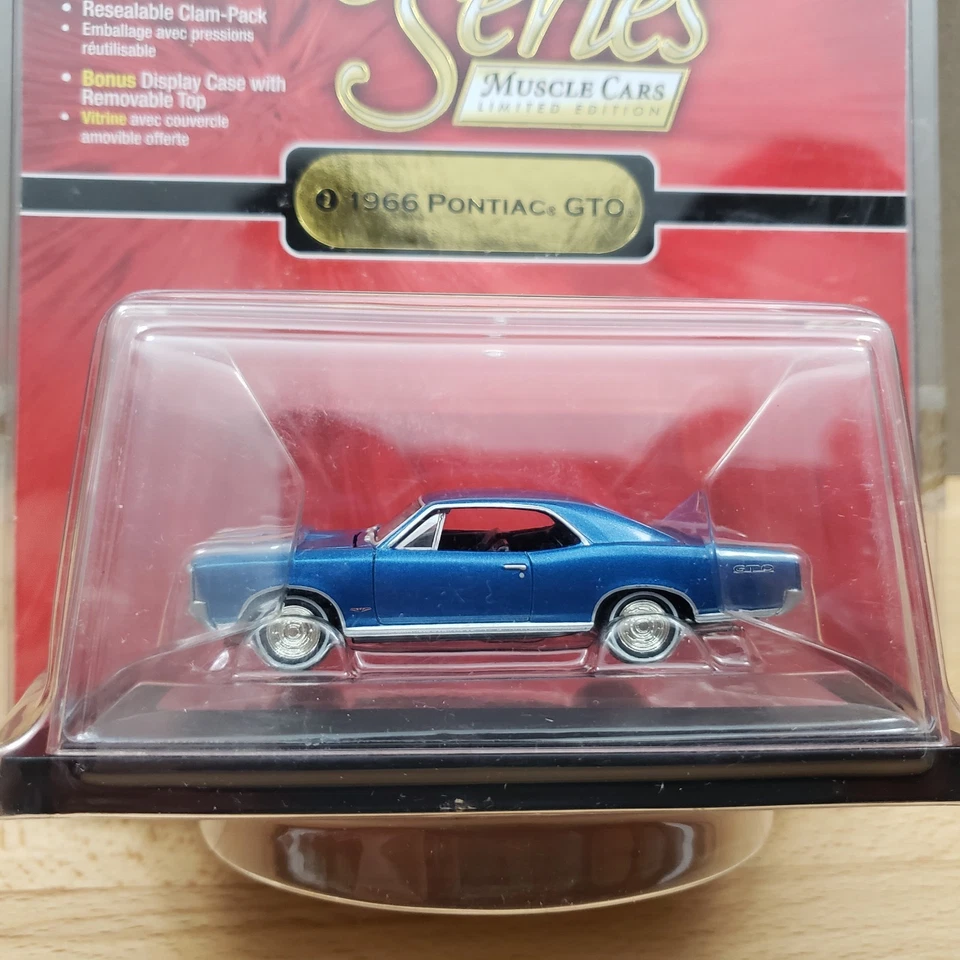 • Resealable Clam-Pack
• Emballage avec pressions
réutilisable
• Bonus Display Case with
Removable Top
• Vitrine avec couvercle
amovible offerte
Series
MUSCLE CARS
LIMITED EDITION
2 1966 PONTIAC® GTO®
GTO